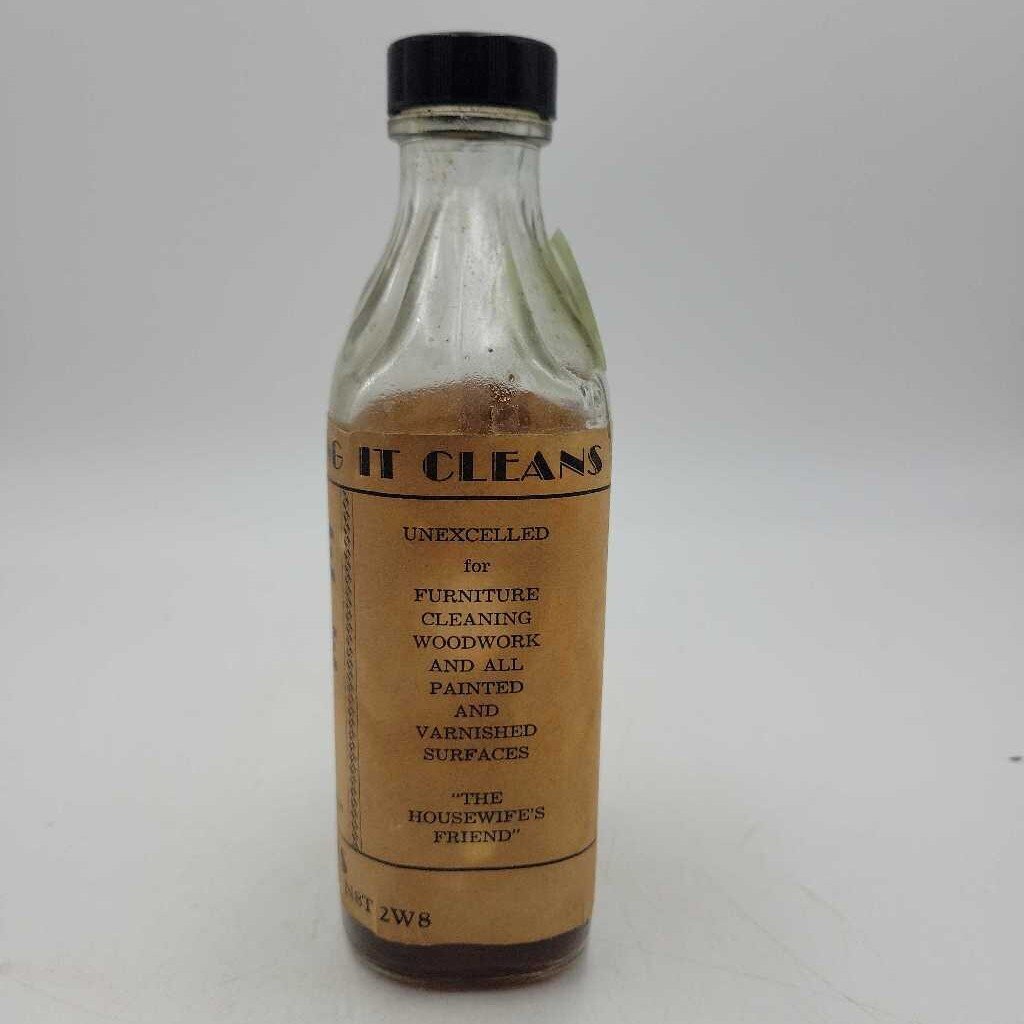 G IT CLEANS
UNEXCELLED
for
FURNITURE
CLEANING
WOODWORK
AND ALL
PAINTED
AND
VARNISHED
SURFACES
"THE
HOUSEWIFE'S
FRIEND"
2W8